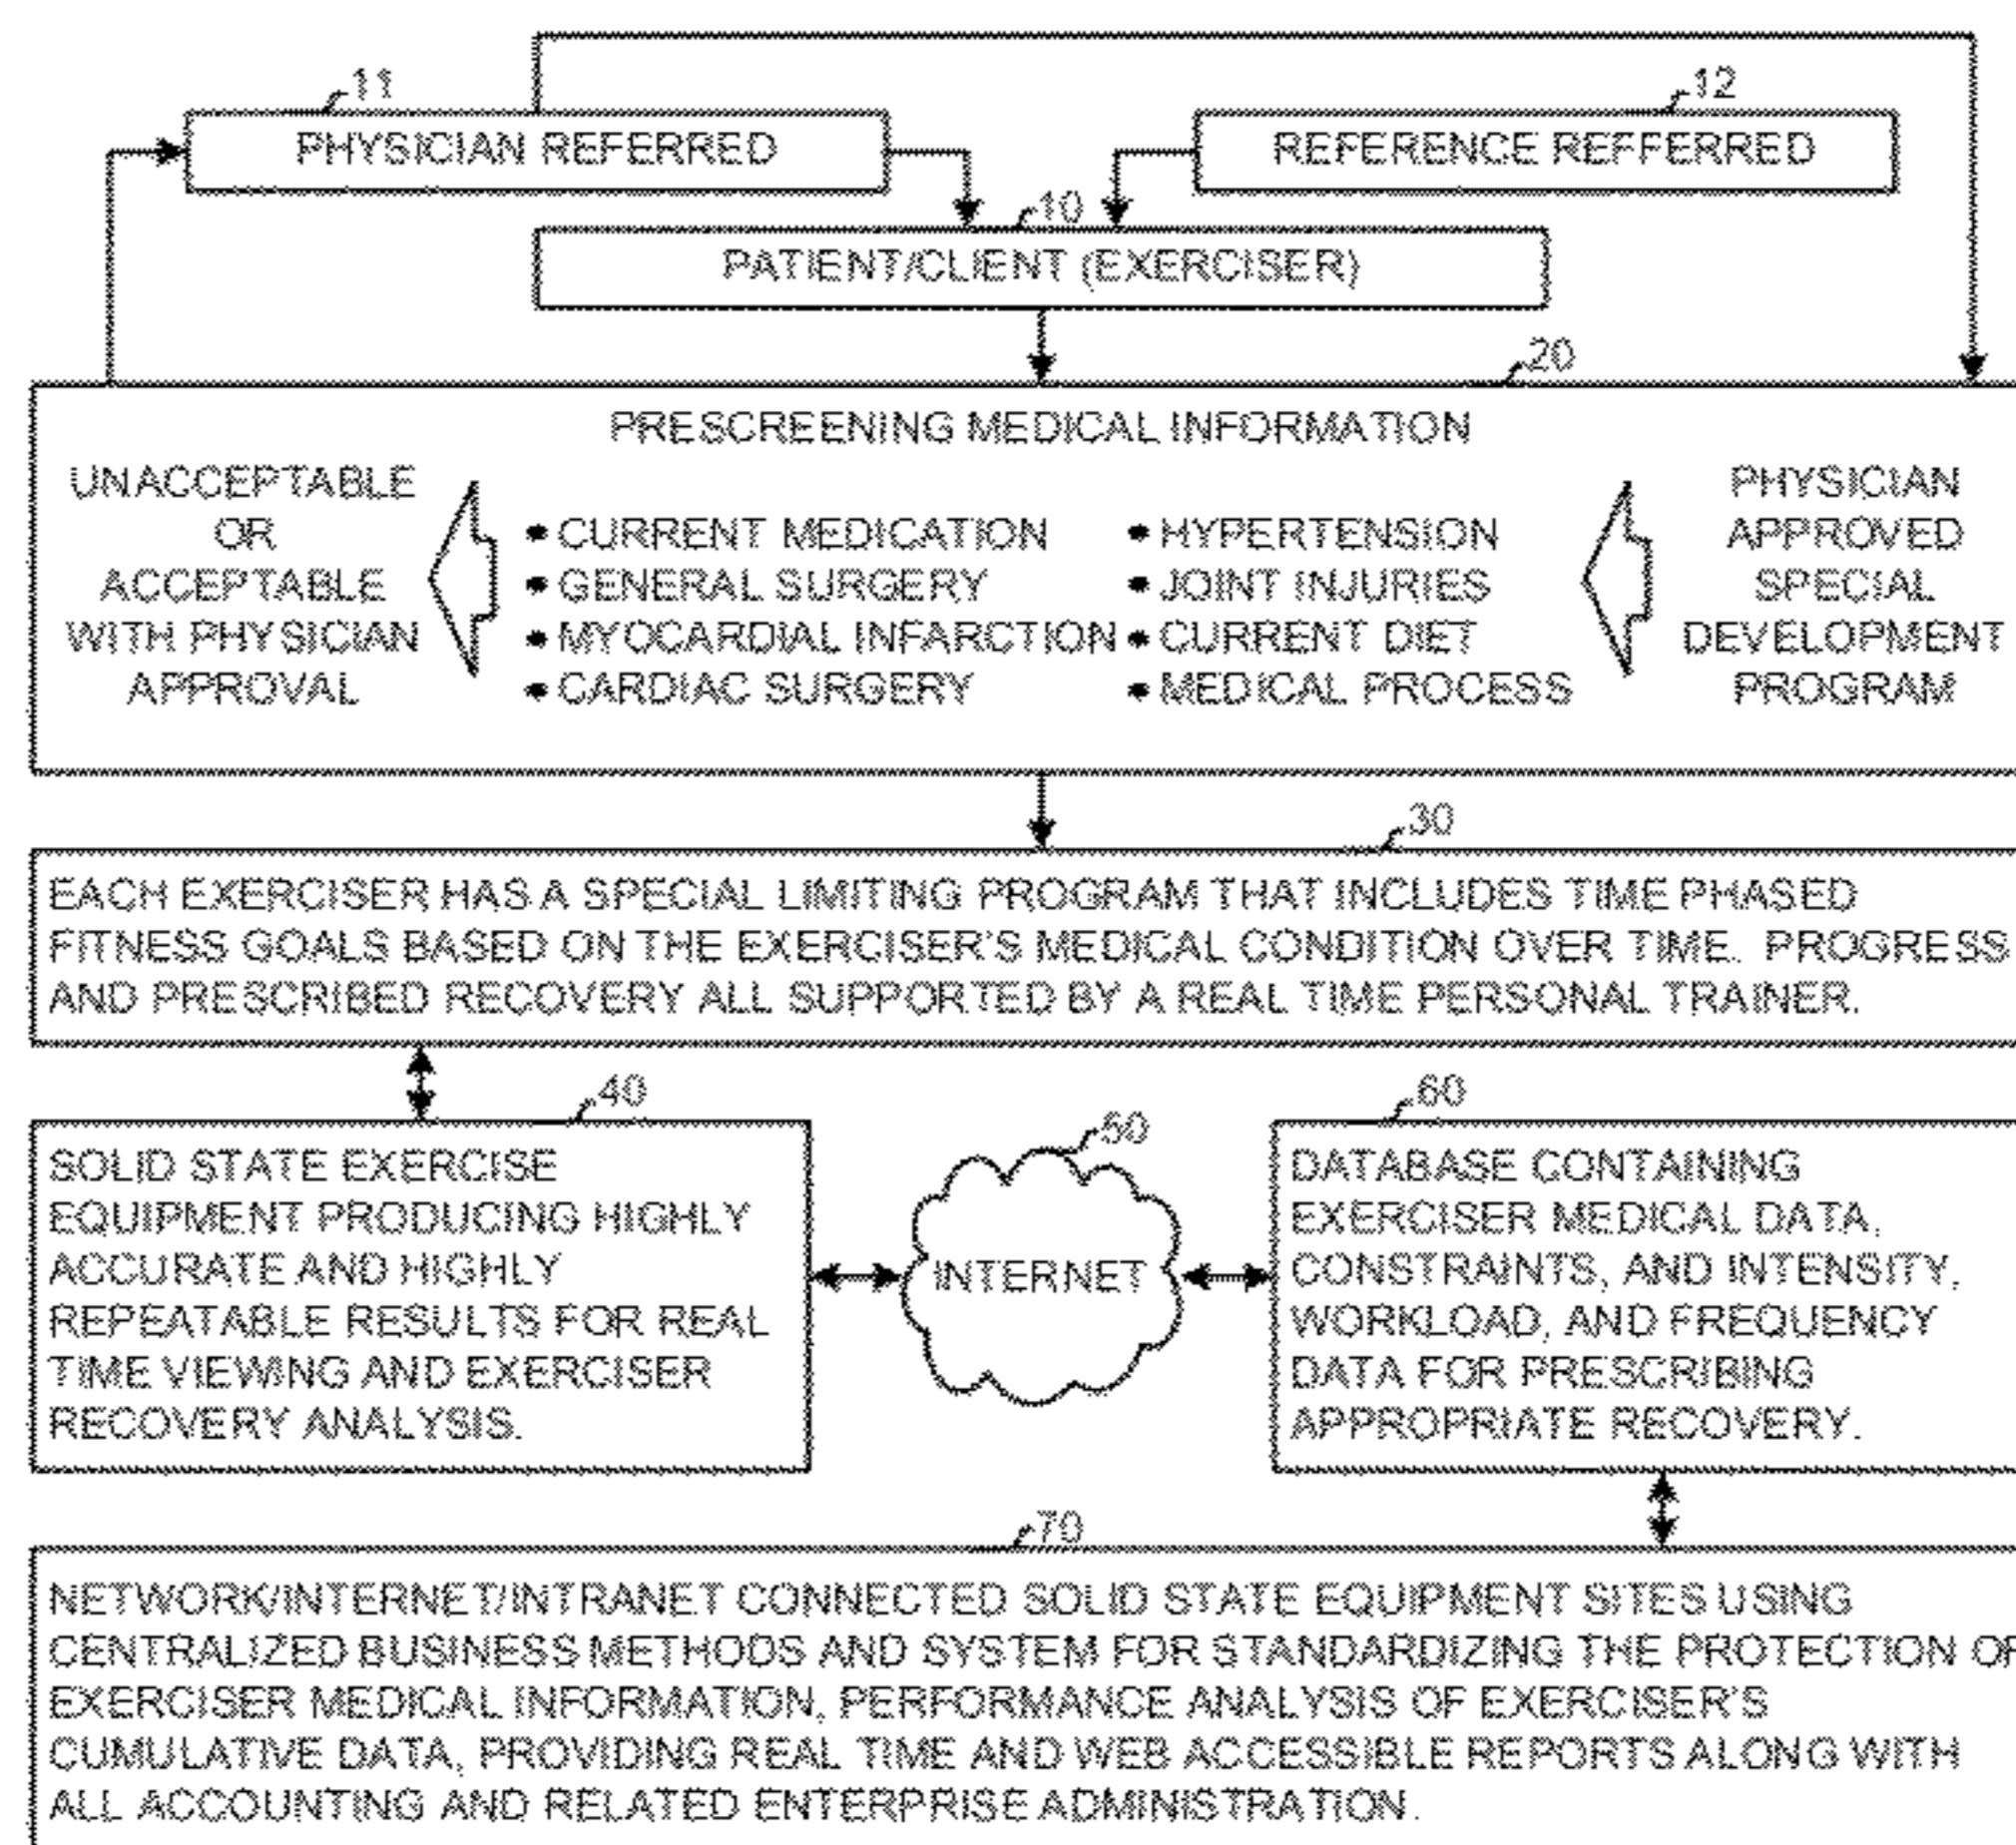 11
12
PHYSICIAN REFERRED
REFERENCE REFFERRED
10
PATIENT/CLIENT (EXERCISER)
20
PRESCREENING MEDICAL INFORMATION
UNACCEPTABLE
OR
ACCEPTABLE
WITH PHYSICIAN
APPROVAL
• CURRENT MEDICATION
• GENERAL SURGERY
• MYOCARDIAL INFARCTION
• CARDIAC SURGERY
• HYPERTENSION
• JOINT INJURIES
• CURRENT DIET
• MEDICAL PROCESS
PHYSICIAN
APPROVED
SPECIAL
DEVELOPMENT
PROGRAM
30
EACH EXERCISER HAS A SPECIAL LIMITING PROGRAM THAT INCLUDES TIME PHASED
FITNESS GOALS BASED ON THE EXERCISER'S MEDICAL CONDITION OVER TIME. PROGRESS
AND PRESCRIBED RECOVERY ALL SUPPORTED BY A REAL TIME PERSONAL TRAINER.
40
SOLID STATE EXERCISE
EQUIPMENT PRODUCING HIGHLY
ACCURATE AND HIGHLY
REPEATABLE RESULTS FOR REAL
TIME VIEWING AND EXERCISER
RECOVERY ANALYSIS.
50
INTERNET
60
DATABASE CONTAINING
EXERCISER MEDICAL DATA,
CONSTRAINTS, AND INTENSITY,
WORKLOAD, AND FREQUENCY
DATA FOR PRESCRIBING
APPROPRIATE RECOVERY.
70
NETWORK/INTERNET/INTRANET CONNECTED SOLID STATE EQUIPMENT SITES USING
CENTRALIZED BUSINESS METHODS AND SYSTEM FOR STANDARDIZING THE PROTECTION OF
EXERCISER MEDICAL INFORMATION, PERFORMANCE ANALYSIS OF EXERCISER'S
CUMULATIVE DATA, PROVIDING REAL TIME AND WEB ACCESSIBLE REPORTS ALONG WITH
ALL ACCOUNTING AND RELATED ENTERPRISE ADMINISTRATION.